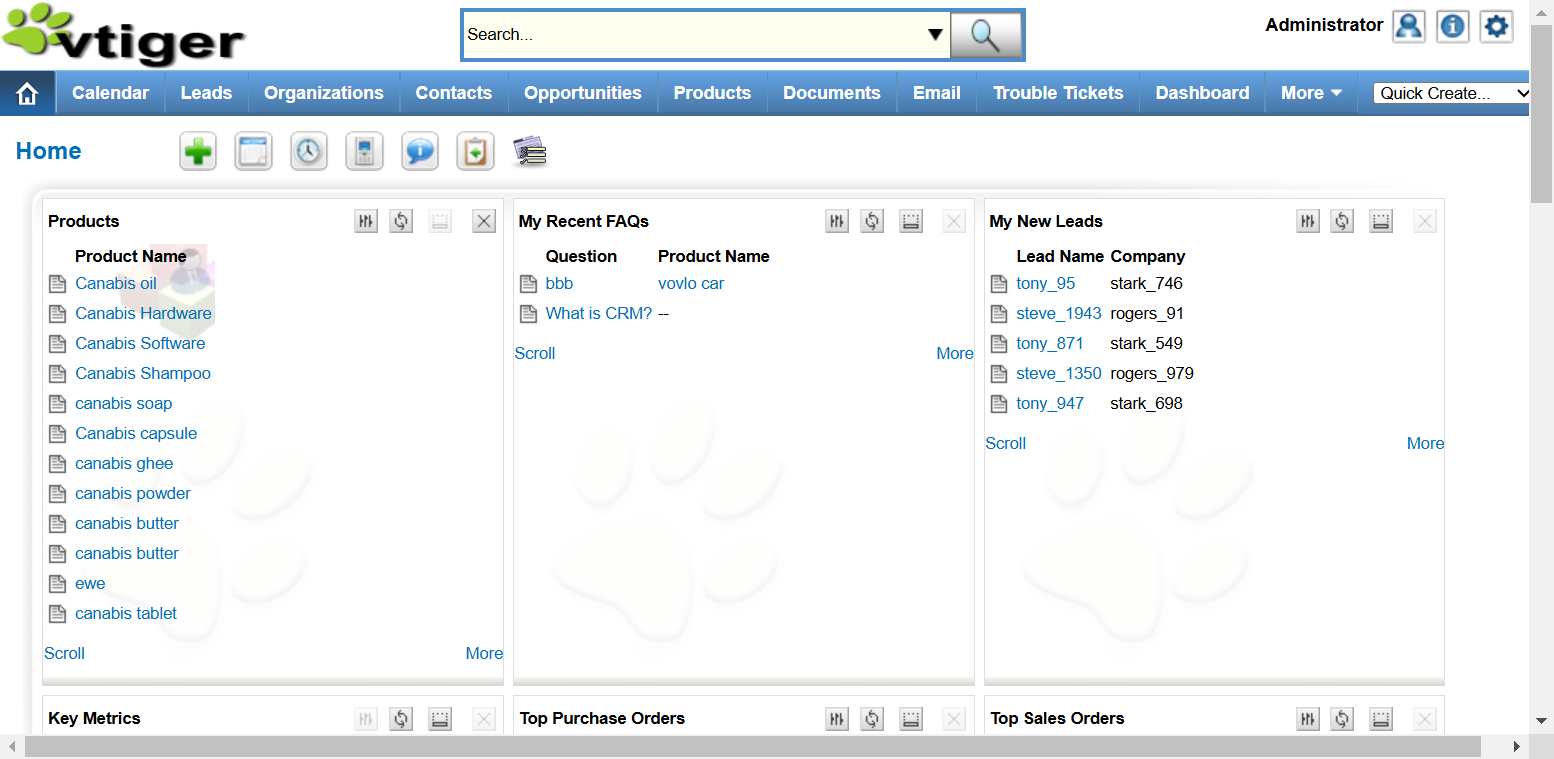 vtiger
Search...
Administrator
Calendar Leads Organizations Contacts Opportunities Products Documents Email Trouble Tickets Dashboard More Quick Create...
Home
Products
Product Name
Canabis oil
Canabis Hardware
Canabis Software
Canabis Shampoo
canabis soap
Canabis capsule
canabis ghee
canabis powder
canabis butter
canabis butter
ewe
canabis tablet
Scroll More
My Recent FAQs
Question Product Name
bbb vovlo car
What is CRM? --
Scroll More
My New Leads
Lead Name Company
tony_95 stark_746
steve_1943 rogers_91
tony_871 stark_549
steve_1350 rogers_979
tony_947 stark_698
Scroll More
Key Metrics
Top Purchase Orders
Top Sales Orders